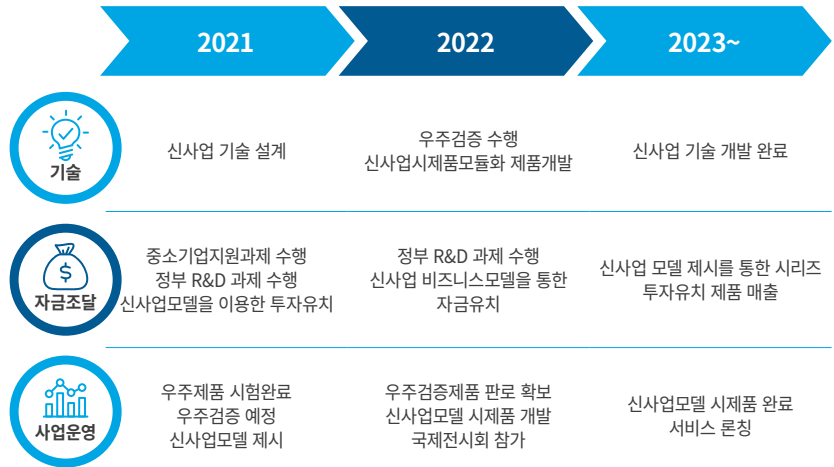 2021
2022
2023~
기술
신사업 기술 설계
우주검증 수행
신사업시제품모듈화 제품개발
신사업 기술 개발 완료
$
자금조달
중소기업지원과제 수행
정부 R&D 과제 수행
신사업모델을 이용한 투자유치
정부 R&D 과제 수행
신사업 비즈니스모델을 통한
자금유치
신사업 모델 제시를 통한 시리즈
투자유치 제품 매출
사업운영
우주제품 시험완료
우주검증 예정
신사업모델 제시
우주검증제품 판로 확보
신사업모델 시제품 개발
국제전시회 참가
신사업모델 시제품 완료
서비스 론칭